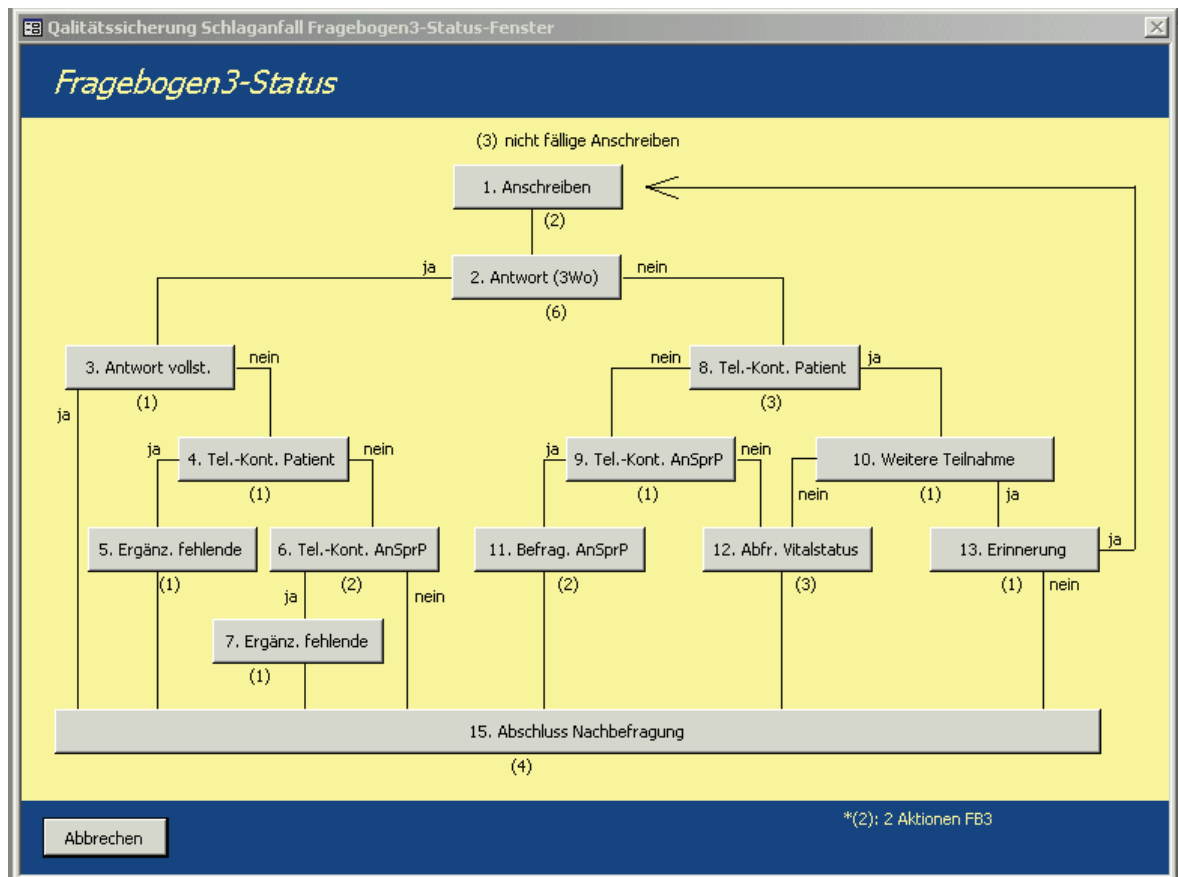 Qalitätssicherung Schlaganfall Fragebogen3-Status-Fenster
Fragebogen3-Status
(3) nicht fällige Anschreiben
1. Anschreiben
(2)
ja
2. Antwort (3Wo)
nein
(6)
3. Antwort vollst.
nein
(1)
ja
nein
8. Tel.-Kont. Patient
ja
(3)
ja
4. Tel.-Kont. Patient
nein
(1)
ja
9. Tel.-Kont. AnSprP
nein
(1)
10. Weitere Teilnahme
nein
(1)
ja
5. Ergänz. fehlende
(1)
6. Tel.-Kont. AnSprP
ja
(2)
nein
11. Befrag. AnSprP
(2)
12. Abfr. Vitalstatus
(3)
13. Erinnerung
ja
(1)
nein
7. Ergänz. fehlende
(1)
15. Abschluss Nachbefragung
(4)
*(2): 2 Aktionen FB3
Abbrechen